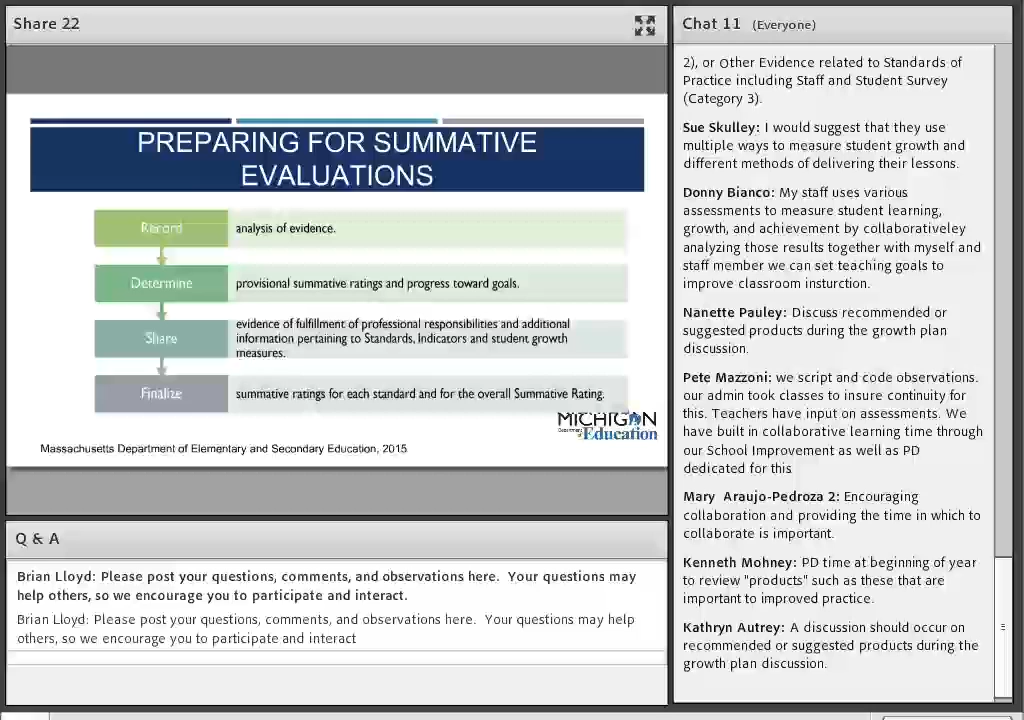 Share 22
PREPARING FOR SUMMATIVE
EVALUATIONS
Record
analysis of evidence.
Determine
provisional summative ratings and progress toward goals.
Share
evidence of fulfillment of professional responsibilities and additional
information pertaining to Standards, Indicators and student growth
measures.
Finalize
summative ratings for each standard and for the overall Summative Rating.
MICHIGAN
Department of Education
Massachusetts Department of Elementary and Secondary Education, 2015
Q & A
Brian Lloyd: Please post your questions, comments, and observations here.  Your questions may
help others, so we encourage you to participate and interact.
Brian Lloyd: Please post your questions, comments, and observations here.  Your questions may help
others, so we encourage you to participate and interact
Chat 11 (Everyone)
2), or Other Evidence related to Standards of
Practice including Staff and Student Survey
(Category 3).
Sue Skulley: I would suggest that they use
multiple ways to measure student growth and
different methods of delivering their lessons.
Donny Bianco: My staff uses various
assessments to measure student learning,
growth, and achievement by collaborativeley
analyzing those results together with myself and
staff member we can set teaching goals to
improve classroom insturction.
Nanette Pauley: Discuss recommended or
suggested products during the growth plan
discussion.
Pete Mazzoni: we script and code observations.
our admin took classes to insure continuity for
this. Teachers have input on assessments. We
have built in collaborative learning time through
our School Improvement as well as PD
dedicated for this
Mary  Araujo-Pedroza 2: Encouraging
collaboration and providing the time in which to
collaborate is important.
Kenneth Mohney: PD time at beginning of year
to review "products" such as these that are
important to improved practice.
Kathryn Autrey: A discussion should occur on
recommended or suggested products during the
growth plan discussion.